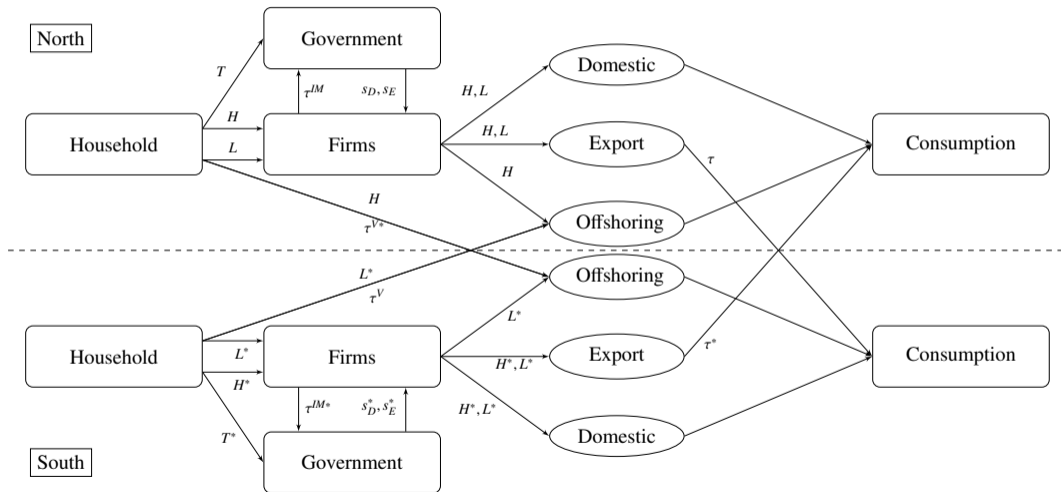 North
Government
Household
T
H
L
τ^{IM}
s_D, s_E
Firms
H, L
H, L
H
Domestic
Export
Offshoring
τ
Consumption
H
τ^{V*}
L*
τ^V
Offshoring
Household
L*
H*
T*
Firms
L*
H*, L*
H*, L*
Export
τ*
Consumption
τ^{IM*}
s*_D, s*_E
Domestic
South
Government